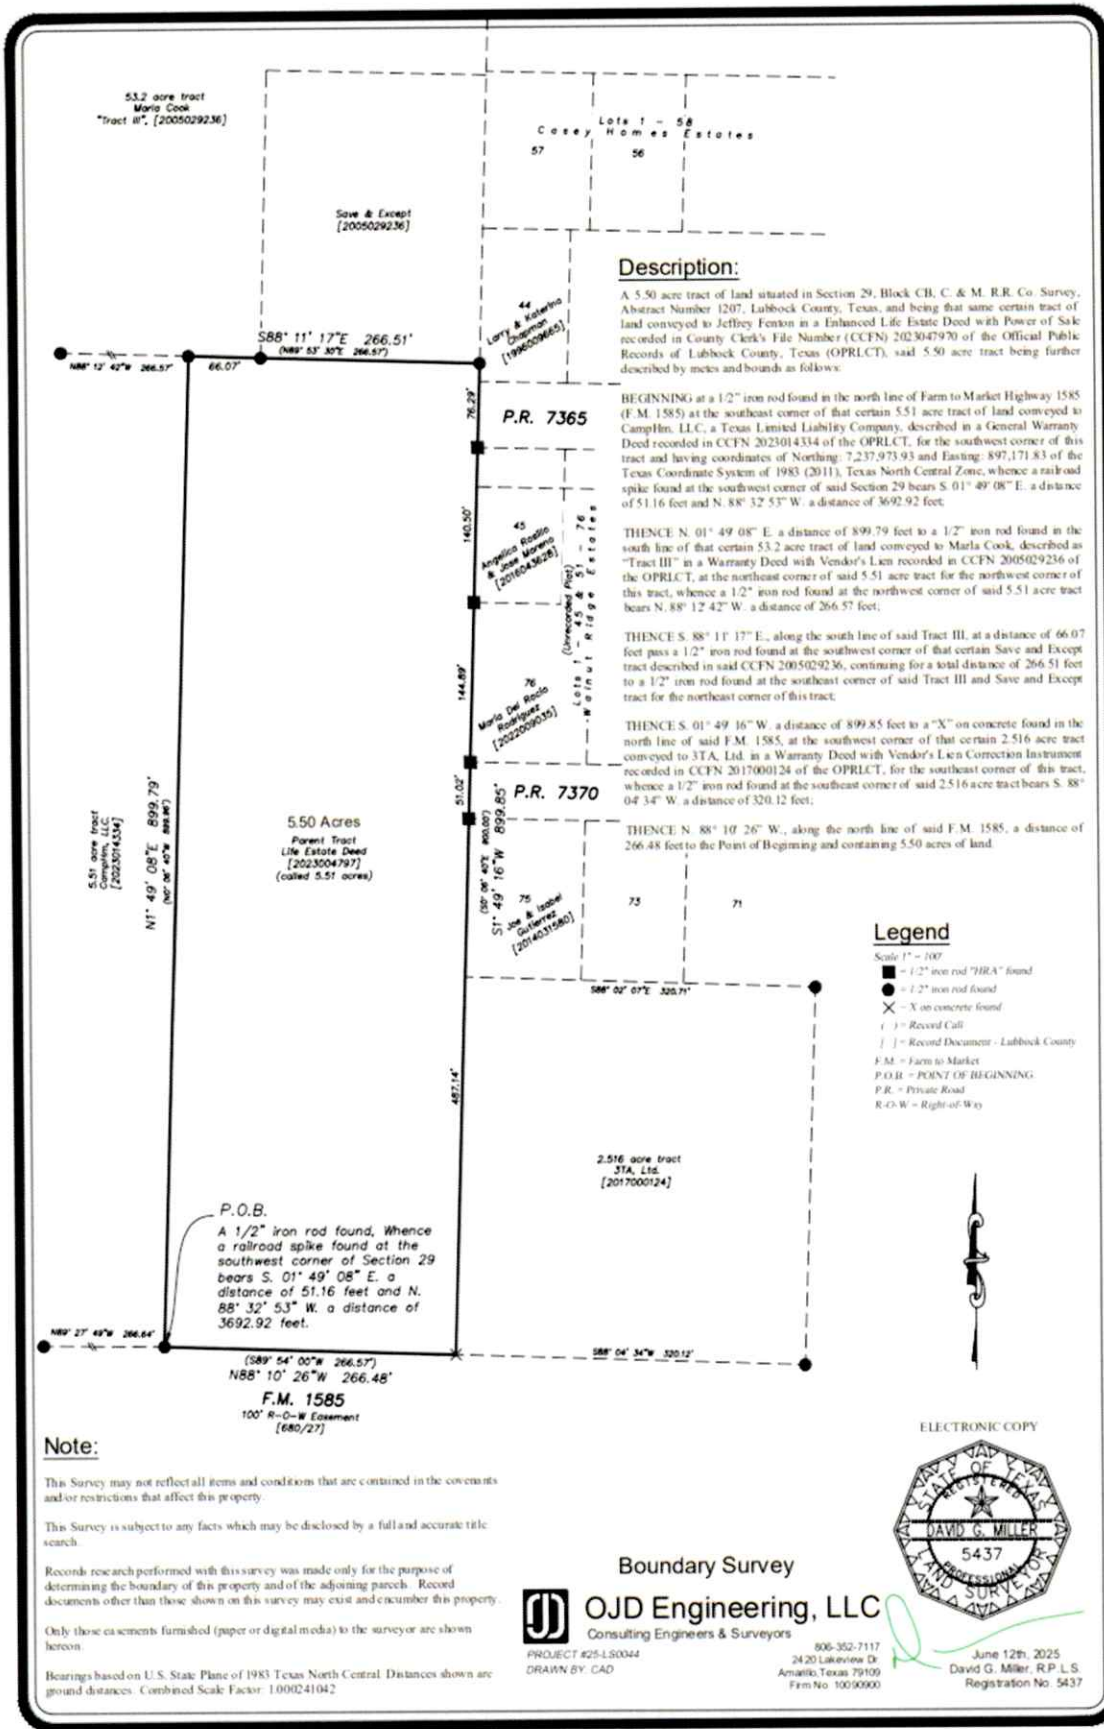 53.2 acre tract
Marla Cook
"Tract III", [2005029236]
Lots 1 - 58
Casey Homes Estates
57
56
Save & Except
[2005029236]
44
Larry & Katerina
Chapman
[1996009665]
S88° 11' 17"E 266.51'
(N89° 53' 30"E 266.57')
N88° 12' 42"W 266.57'
66.07'
76.29'
P.R. 7365
140.50'
45
Angelica Rosilio
& Jose Moreno
[2016043628]
(Unrecorded Plat)
Lots 1 - 45 & 51 - 76
Walnut Ridge Estates
144.89'
76
Maria Del Rocio
Rodriguez
[2022009035]
51.02'
P.R. 7370
S1° 49' 16"W 899.85'
(S0° 06' 40"E 900.00')
5.51 acre tract
CampHm, LLC.
[2023014334]
N1° 49' 08"E 899.79'
5.50 Acres
Parent Tract
Life Estate Deed
[2023004797]
(called 5.51 acres)
75
Joe & Isabel
Gutierrez
[2014031580]
73
71
S88° 02' 07"E 320.71'
487.14'
2.516 acre tract
3TA, Ltd.
[2017000124]
P.O.B.
A 1/2" iron rod found, Whence
a railroad spike found at the
southwest corner of Section 29
bears S. 01° 49' 08" E. a
distance of 51.16 feet and N.
88° 32' 53" W. a distance of
3692.92 feet.
N89° 27' 49"W 266.64'
(S89° 54' 00"W 266.57')
N88° 10' 26"W 266.48'
S88° 04' 34"W 320.12'
F.M. 1585
100' R-O-W Easement
[680/27]
Description:
A 5.50 acre tract of land situated in Section 29, Block CB, C. & M. R.R. Co. Survey,
Abstract Number 1207, Lubbock County, Texas, and being that same certain tract of
land conveyed to Jeffrey Fenton in a Enhanced Life Estate Deed with Power of Sale
recorded in County Clerk's File Number (CCFN) 2023047970 of the Official Public
Records of Lubbock County, Texas (OPRLCT), said 5.50 acre tract being further
described by metes and bounds as follows:
BEGINNING at a 1/2" iron rod found in the north line of Farm to Market Highway 1585
(F.M. 1585) at the southeast corner of that certain 5.51 acre tract of land conveyed to
CampHm, LLC, a Texas Limited Liability Company, described in a General Warranty
Deed recorded in CCFN 2023014334 of the OPRLCT, for the southwest corner of this
tract and having coordinates of Northing: 7,237,973.93 and Easting: 897,171.83 of the
Texas Coordinate System of 1983 (2011), Texas North Central Zone, whence a railroad
spike found at the southwest corner of said Section 29 bears S. 01° 49' 08" E. a distance
of 51.16 feet and N. 88° 32' 53" W. a distance of 3692.92 feet;
THENCE N. 01° 49' 08" E. a distance of 899.79 feet to a 1/2" iron rod found in the
south line of that certain 53.2 acre tract of land conveyed to Marla Cook, described as
"Tract III" in a Warranty Deed with Vendor's Lien recorded in CCFN 2005029236 of
the OPRLCT, at the northeast corner of said 5.51 acre tract for the northwest corner of
this tract, whence a 1/2" iron rod found at the northwest corner of said 5.51 acre tract
bears N. 88° 12' 42" W. a distance of 266.57 feet;
THENCE S. 88° 11' 17" E., along the south line of said Tract III, at a distance of 66.07
feet pass a 1/2" iron rod found at the southwest corner of that certain Save and Except
tract described in said CCFN 2005029236, continuing for a total distance of 266.51 feet
to a 1/2" iron rod found at the southeast corner of said Tract III and Save and Except
tract for the northeast corner of this tract;
THENCE S. 01° 49' 16" W. a distance of 899.85 feet to a "X" on concrete found in the
north line of said F.M. 1585, at the southwest corner of that certain 2.516 acre tract
conveyed to 3TA, Ltd. in a Warranty Deed with Vendor's Lien Correction Instrument
recorded in CCFN 2017000124 of the OPRLCT, for the southeast corner of this tract,
whence a 1/2" iron rod found at the southeast corner of said 2.516 acre tract bears S. 88°
04' 34" W. a distance of 320.12 feet;
THENCE N. 88° 10' 26" W., along the north line of said F.M. 1585, a distance of
266.48 feet to the Point of Beginning and containing 5.50 acres of land.
Legend
Scale 1" = 100'
= 1/2" iron rod "HRA" found
= 1/2" iron rod found
= X on concrete found
( ) = Record Call
[ ] = Record Document - Lubbock County
F.M. = Farm to Market
P.O.B. = POINT OF BEGINNING
P.R. = Private Road
R-O-W = Right-of-Way
Note:
This Survey may not reflect all items and conditions that are contained in the covenants
and/or restrictions that affect this property.
This Survey is subject to any facts which may be disclosed by a full and accurate title
search.
Records research performed with this survey was made only for the purpose of
determining the boundary of this property and of the adjoining parcels. Record
documents other than those shown on this survey may exist and encumber this property.
Only those easements furnished (paper or digital media) to the surveyor are shown
hereon.
Bearings based on U.S. State Plane of 1983 Texas North Central. Distances shown are
ground distances. Combined Scale Factor: 1.000241042
Boundary Survey
OJD
OJD Engineering, LLC
Consulting Engineers & Surveyors
PROJECT #25-LS0044
DRAWN BY: CAD
806-352-7117
2420 Lakeview Dr.
Amarillo, Texas 79109
Firm No. 10090900
ELECTRONIC COPY
STATE OF TEXAS
REGISTERED
DAVID G. MILLER
5437
PROFESSIONAL
LAND SURVEYOR
June 12th, 2025
David G. Miller, R.P.L.S.
Registration No. 5437